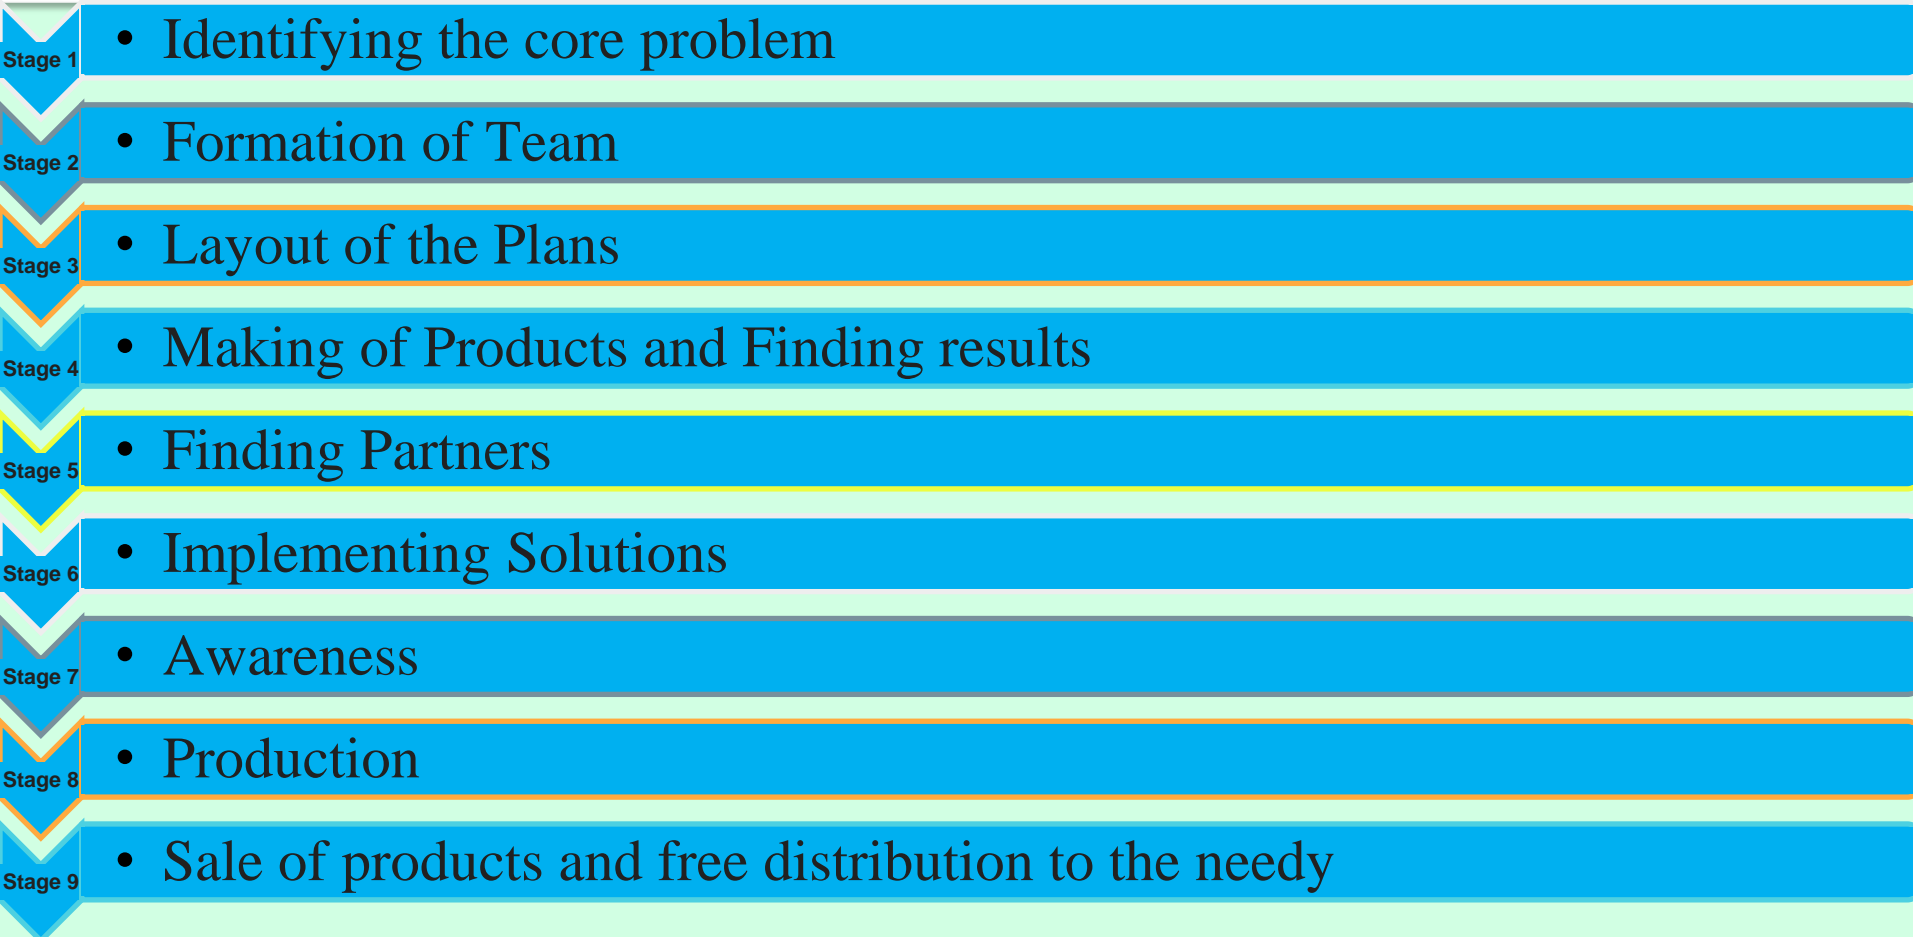 Stage 1
• Identifying the core problem
Stage 2
• Formation of Team
Stage 3
• Layout of the Plans
Stage 4
• Making of Products and Finding results
Stage 5
• Finding Partners
Stage 6
• Implementing Solutions
Stage 7
• Awareness
Stage 8
• Production
Stage 9
• Sale of products and free distribution to the needy